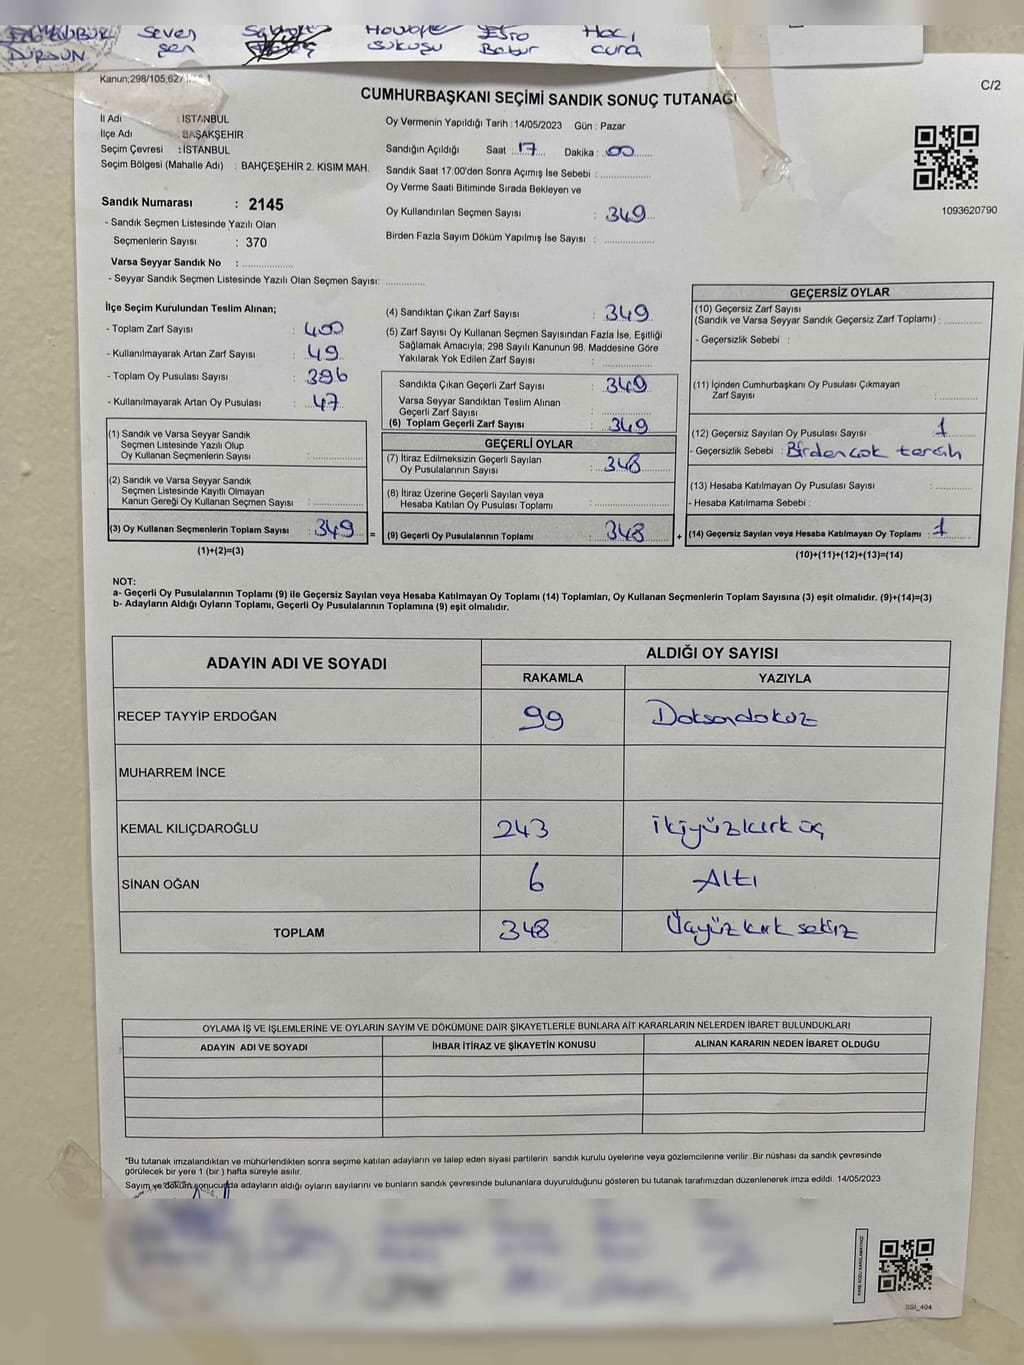 Seven
Şen
Esra
Babur
Hacı
cura
DURSUN
Kanun;298/105,62
C/2
CUMHURBAŞKANI SEÇİMİ SANDIK SONUÇ TUTANAĞI
İl Adı : İSTANBUL
İlçe Adı : BAŞAKŞEHİR
Seçim Çevresi : İSTANBUL
Seçim Bölgesi (Mahalle Adı) : BAHÇEŞEHİR 2. KISIM MAH.
Sandık Numarası : 2145
- Sandık Seçmen Listesinde Yazılı Olan
Seçmenlerin Sayısı : 370
Varsa Seyyar Sandık No : ..................
- Seyyar Sandık Seçmen Listesinde Yazılı Olan Seçmen Sayısı: ..............
Oy Vermenin Yapıldığı Tarih : 14/05/2023 Gün : Pazar
Sandığın Açıldığı Saat : 17 Dakika : 00
Sandık Saat 17:00'den Sonra Açımış İse Sebebi : ..................
Oy Verme Saati Bitiminde Sırada Bekleyen ve
Oy Kullandırılan Seçmen Sayısı : 349
Birden Fazla Sayım Döküm Yapılmış İse Sayısı : ..................
1093620790
İlçe Seçim Kurulundan Teslim Alınan;
- Toplam Zarf Sayısı : 400
- Kullanılmayarak Artan Zarf Sayısı : 49
- Toplam Oy Pusulası Sayısı : 396
- Kullanılmayarak Artan Oy Pusulası : 47
(1) Sandık ve Varsa Seyyar Sandık
Seçmen Listesinde Yazılı Olup
Oy Kullanan Seçmenlerin Sayısı : ..................
(2) Sandık ve Varsa Seyyar Sandık
Seçmen Listesinde Kayıtlı Olmayan
Kanun Gereği Oy Kullanan Seçmen Sayısı : ..................
(3) Oy Kullanan Seçmenlerin Toplam Sayısı : 349 =
(1)+(2)=(3)
(4) Sandıktan Çıkan Zarf Sayısı : 349
(5) Zarf Sayısı Oy Kullanan Seçmen Sayısından Fazla İse, Eşitliği
Sağlamak Amacıyla; 298 Sayılı Kanunun 98. Maddesine Göre
Yakılarak Yok Edilen Zarf Sayısı : ..................
Sandıkta Çıkan Geçerli Zarf Sayısı : 349
Varsa Seyyar Sandıktan Teslim Alınan
Geçerli Zarf Sayısı : ..................
(6) Toplam Geçerli Zarf Sayısı : 349
GEÇERLİ OYLAR
(7) İtiraz Edilmeksizin Geçerli Sayılan
Oy Pusulalarının Sayısı : 348
(8) İtiraz Üzerine Geçerli Sayılan veya
Hesaba Katılan Oy Pusulası Toplamı : ..................
(9) Geçerli Oy Pusulalarının Toplamı : 348 +
GEÇERSİZ OYLAR
(10) Geçersiz Zarf Sayısı
(Sandık ve Varsa Seyyar Sandık Geçersiz Zarf Toplamı) : ..............
- Geçersizlik Sebebi :
(11) İçinden Cumhurbaşkanı Oy Pusulası Çıkmayan
Zarf Sayısı : ..............
(12) Geçersiz Sayılan Oy Pusulası Sayısı : 1
- Geçersizlik Sebebi : Birden çok tercih
(13) Hesaba Katılmayan Oy Pusulası Sayısı : ..............
- Hesaba Katılmama Sebebi :
(14) Geçersiz Sayılan veya Hesaba Katılmayan Oy Toplamı : 1
(10)+(11)+(12)+(13)=(14)
NOT:
a- Geçerli Oy Pusulalarının Toplamı (9) ile Geçersiz Sayılan veya Hesaba Katılmayan Oy Toplamı (14) Toplamları, Oy Kullanan Seçmenlerin Toplam Sayısına (3) eşit olmalıdır. (9)+(14)=(3)
b- Adayların Aldığı Oyların Toplamı, Geçerli Oy Pusulalarının Toplamına (9) eşit olmalıdır.
ADAYIN ADI VE SOYADI
ALDIĞI OY SAYISI
RAKAMLA YAZIYLA
RECEP TAYYİP ERDOĞAN 99 Doksandokuz
MUHARREM İNCE
KEMAL KILIÇDAROĞLU 243 ikiyüzkırk üç
SİNAN OĞAN 6 Altı
TOPLAM 348 Üçyüz kırk sekiz
OYLAMA İŞ VE İŞLEMLERİNE VE OYLARIN SAYIM VE DÖKÜMÜNE DAİR ŞİKAYETLERLE BUNLARA AİT KARARLARIN NELERDEN İBARET BULUNDUKLARI
ADAYIN ADI VE SOYADI İHBAR İTİRAZ VE ŞİKAYETİN KONUSU ALINAN KARARIN NEDEN İBARET OLDUĞU
*Bu tutanak imzalandıktan ve mühürlendikten sonra seçime katılan adayların ve talep eden siyasi partilerin sandık kurulu üyelerine veya gözlemcilerine verilir .Bir nüshası da sandık çevresinde
görülecek bir yere 1 (bir ) hafta süreyle asılır.
Sayım ve döküm sonucunda adayların aldığı oyların sayılarını ve bunların sandık çevresinde bulunanlara duyurulduğunu gösteren bu tutanak tarafımızdan düzenlenerek imza edildi. 14/05/2023
KARE KODU KARALAMAYINIZ
SSI_404